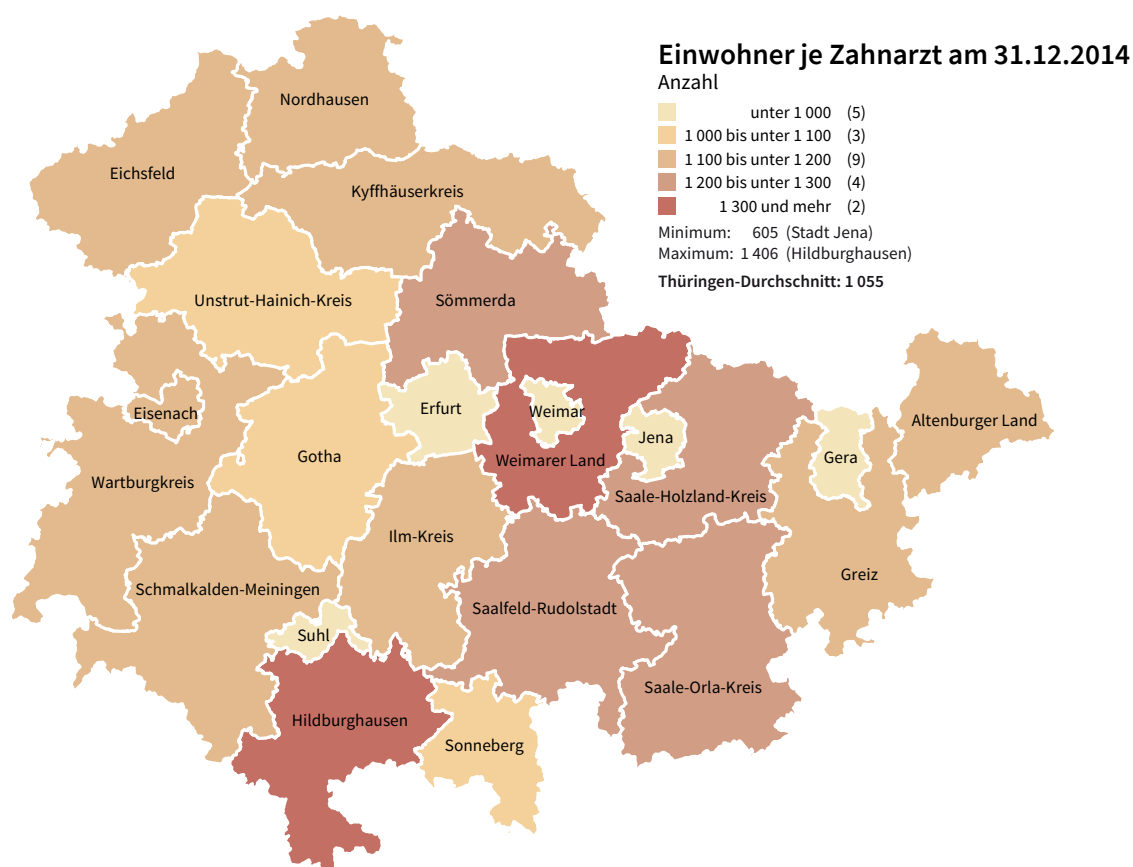 Einwohner je Zahnarzt am 31.12.2014
Anzahl
unter 1 000 (5)
1 000 bis unter 1 100 (3)
1 100 bis unter 1 200 (9)
1 200 bis unter 1 300 (4)
1 300 und mehr (2)
Minimum: 605 (Stadt Jena)
Maximum: 1 406 (Hildburghausen)
Thüringen-Durchschnitt: 1 055
Nordhausen
Eichsfeld
Kyffhäuserkreis
Unstrut-Hainich-Kreis
Sömmerda
Eisenach
Erfurt
Weimar
Altenburger Land
Jena
Gotha
Weimarer Land
Gera
Wartburgkreis
Saale-Holzland-Kreis
Ilm-Kreis
Greiz
Schmalkalden-Meiningen
Saalfeld-Rudolstadt
Suhl
Saale-Orla-Kreis
Hildburghausen
Sonneberg